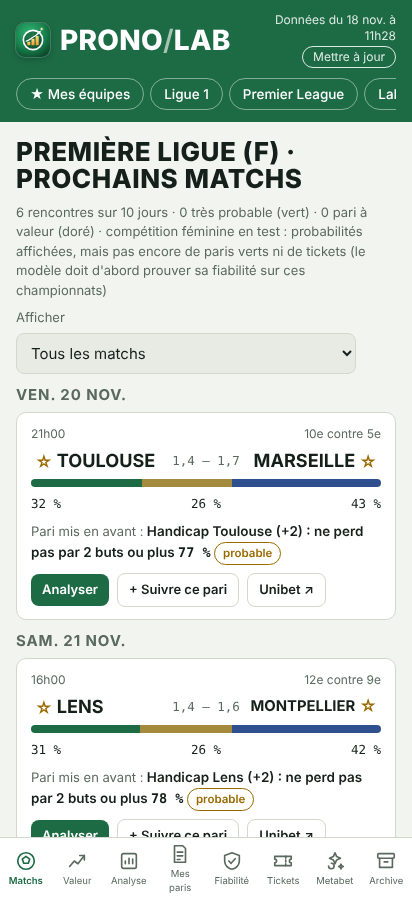 PRONO/LAB
Données du 18 nov. à
11h28
Mettre à jour
★ Mes équipes
Ligue 1
Premier League
PREMIÈRE LIGUE (F) ·
PROCHAINS MATCHS
6 rencontres sur 10 jours · 0 très probable (vert) · 0 pari à
valeur (doré) · compétition féminine en test : probabilités
affichées, mais pas encore de paris verts ni de tickets (le
modèle doit d'abord prouver sa fiabilité sur ces
championnats)
Afficher
Tous les matchs
VEN. 20 NOV.
21h00 10e contre 5e
☆ TOULOUSE 1,4 – 1,7 MARSEILLE ☆
32 % 26 % 43 %
Pari mis en avant : Handicap Toulouse (+2) : ne perd
pas par 2 buts ou plus 77 % probable
Analyser + Suivre ce pari Unibet ↗
SAM. 21 NOV.
16h00 12e contre 9e
☆ LENS 1,4 – 1,6 MONTPELLIER ☆
31 % 26 % 42 %
Pari mis en avant : Handicap Lens (+2) : ne perd pas
par 2 buts ou plus 78 % probable
Analyser + Suivre ce pari Unibet ↗
Matchs
Valeur
Analyse
Mes
paris
Fiabilité
Tickets
Metabet
Archive